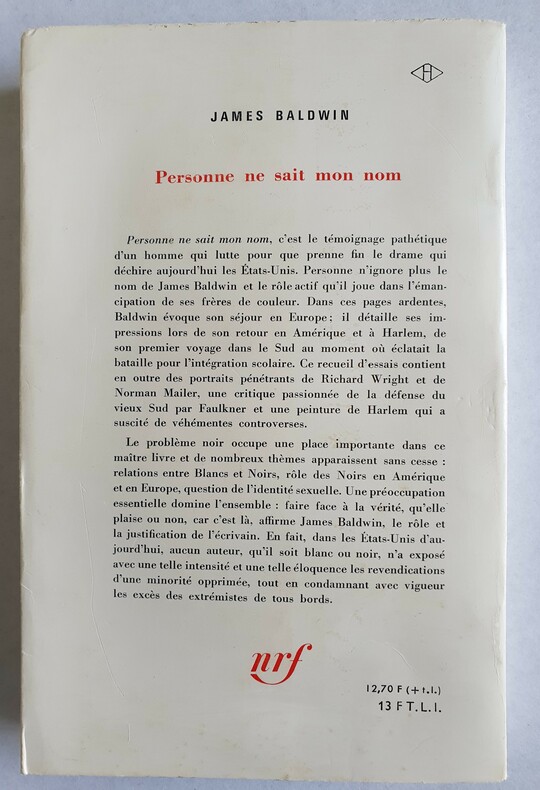 H
JAMES BALDWIN
Personne ne sait mon nom
Personne ne sait mon nom, c'est le témoignage pathétique
d'un homme qui lutte pour que prenne fin le drame qui
déchire aujourd'hui les États-Unis. Personne n'ignore plus le
nom de James Baldwin et le rôle actif qu'il joue dans l'éman-
cipation de ses frères de couleur. Dans ces pages ardentes,
Baldwin évoque son séjour en Europe ; il détaille ses im-
pressions lors de son retour en Amérique et à Harlem, de
son premier voyage dans le Sud au moment où éclatait la
bataille pour l'intégration scolaire. Ce recueil d'essais contient
en outre des portraits pénétrants de Richard Wright et de
Norman Mailer, une critique passionnée de la défense du
vieux Sud par Faulkner et une peinture de Harlem qui a
suscité de véhémentes controverses.
Le problème noir occupe une place importante dans ce
maître livre et de nombreux thèmes apparaissent sans cesse :
relations entre Blancs et Noirs, rôle des Noirs en Amérique
et en Europe, question de l'identité sexuelle. Une préoccupation
essentielle domine l'ensemble : faire face à la vérité, qu'elle
plaise ou non, car c'est là, affirme James Baldwin, le rôle et
la justification de l'écrivain. En fait, dans les États-Unis d'au-
jourd'hui, aucun auteur, qu'il soit blanc ou noir, n'a exposé
avec une telle intensité et une telle éloquence les revendications
d'une minorité opprimée, tout en condamnant avec vigueur
les excès des extrémistes de tous bords.
nrf
12,70 F (+ t.l.)
13 F T.L.I.